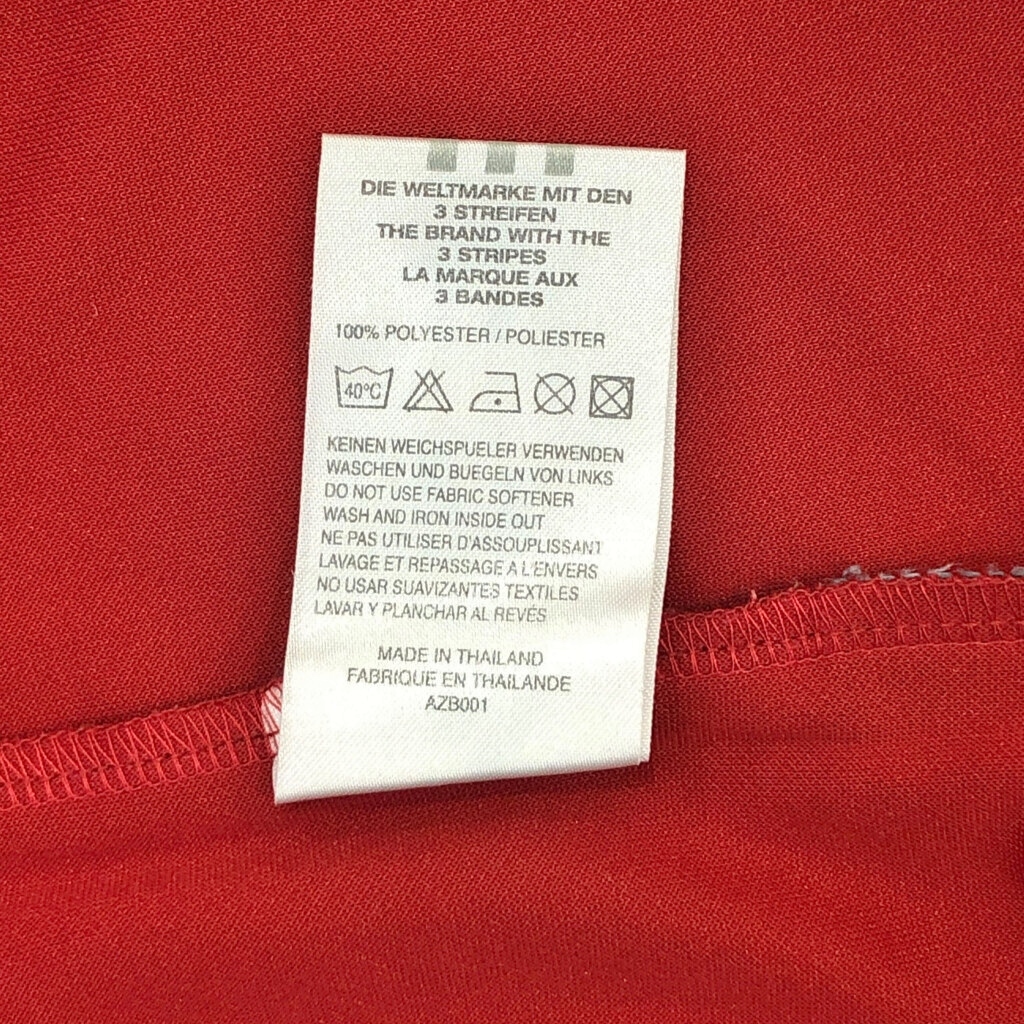 DIE WELTMARKE MIT DEN
3 STREIFEN
THE BRAND WITH THE
3 STRIPES
LA MARQUE AUX
3 BANDES
100% POLYESTER / POLIESTER
40°C
KEINEN WEICHSPUELER VERWENDEN
WASCHEN UND BUEGELN VON LINKS
DO NOT USE FABRIC SOFTENER
WASH AND IRON INSIDE OUT
NE PAS UTILISER D'ASSOUPLISSANT
LAVAGE ET REPASSAGE A L'ENVERS
NO USAR SUAVIZANTES TEXTILES
LAVAR Y PLANCHAR AL REVÉS
MADE IN THAILAND
FABRIQUE EN THAILANDE
AZB001